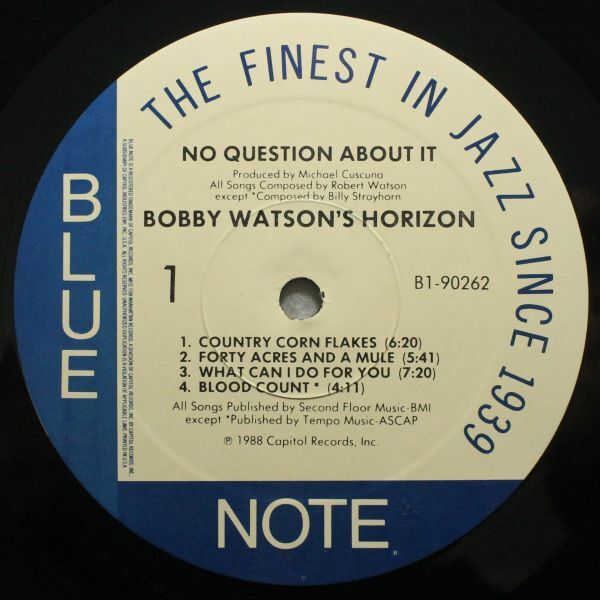 THE FINEST IN JAZZ SINCE 1939
NO QUESTION ABOUT IT
Produced by Michael Cuscuna
All Songs Composed by Robert Watson
except *Composed by Billy Strayhorn
BOBBY WATSON'S HORIZON
1
B1-90262
1. COUNTRY CORN FLAKES (6:20)
2. FORTY ACRES AND A MULE (5:41)
3. WHAT CAN I DO FOR YOU (7:20)
4. BLOOD COUNT * (4:11)
All Songs Published by Second Floor Music-BMI
except *Published by Tempo Music-ASCAP
℗ 1988 Capitol Records, Inc.
BLUE
NOTE